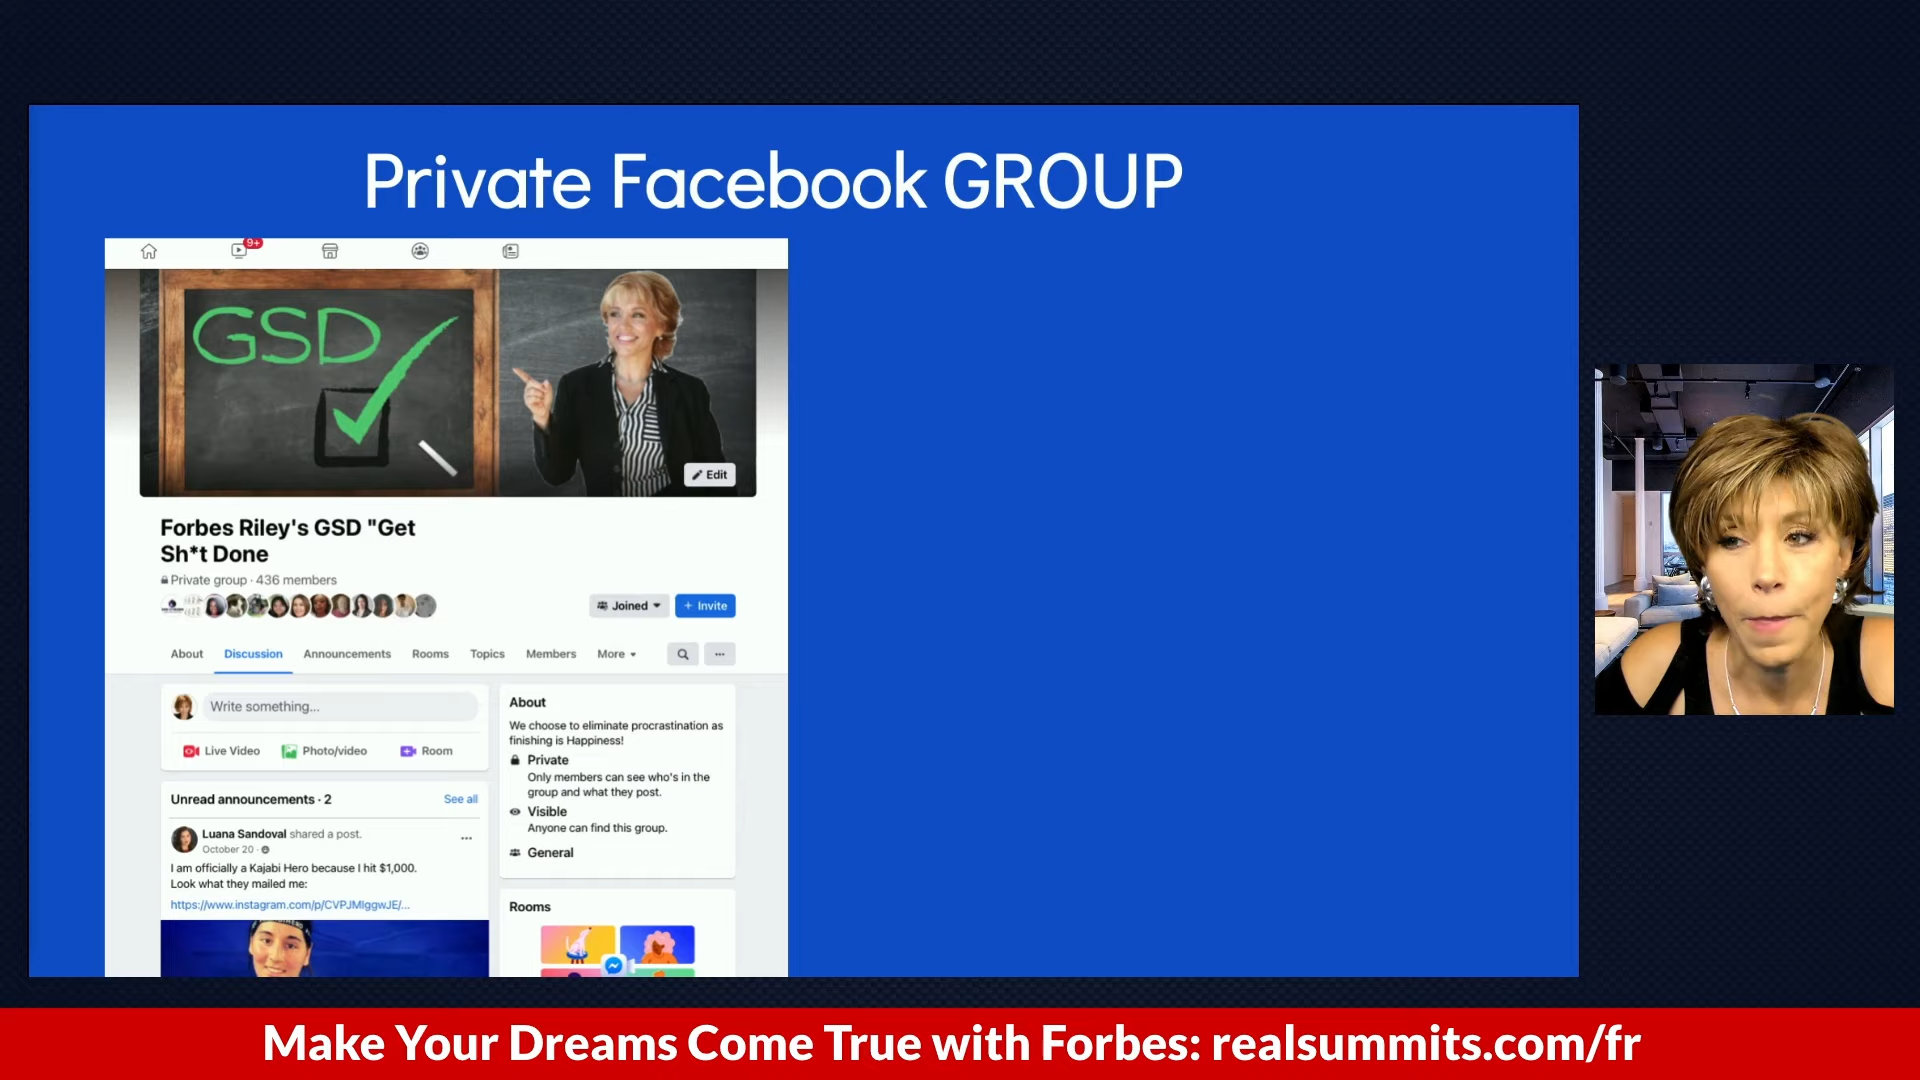 Private Facebook GROUP
9+
GSD
Edit
Forbes Riley's GSD "Get
Sh*t Done
Private group · 436 members
Joined
+ Invite
About Discussion Announcements Rooms Topics Members More
Write something...
Live Video Photo/video Room
Unread announcements · 2 See all
Luana Sandoval shared a post.
October 20 ·
I am officially a Kajabi Hero because I hit $1,000.
Look what they mailed me:
https://www.instagram.com/p/CVPJMlggwJE/...
About
We choose to eliminate procrastination as
finishing is Happiness!
Private
Only members can see who's in the
group and what they post.
Visible
Anyone can find this group.
General
Rooms
Make Your Dreams Come True with Forbes: realsummits.com/fr